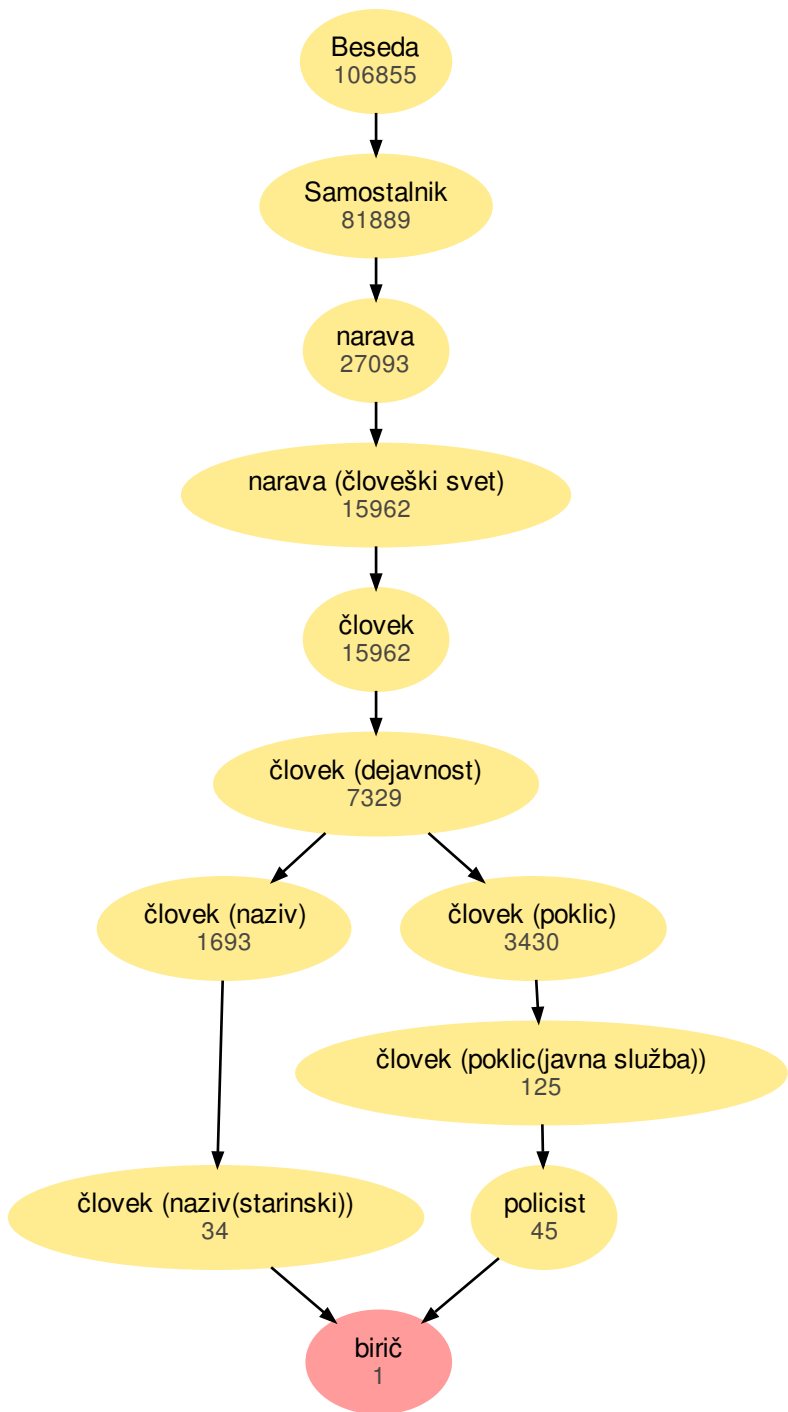 Beseda
106855
Samostalnik
81889
narava
27093
narava (človeški svet)
15962
človek
15962
človek (dejavnost)
7329
človek (naziv)
1693
človek (poklic)
3430
človek (poklic(javna služba))
125
človek (naziv(starinski))
34
policist
45
birič
1